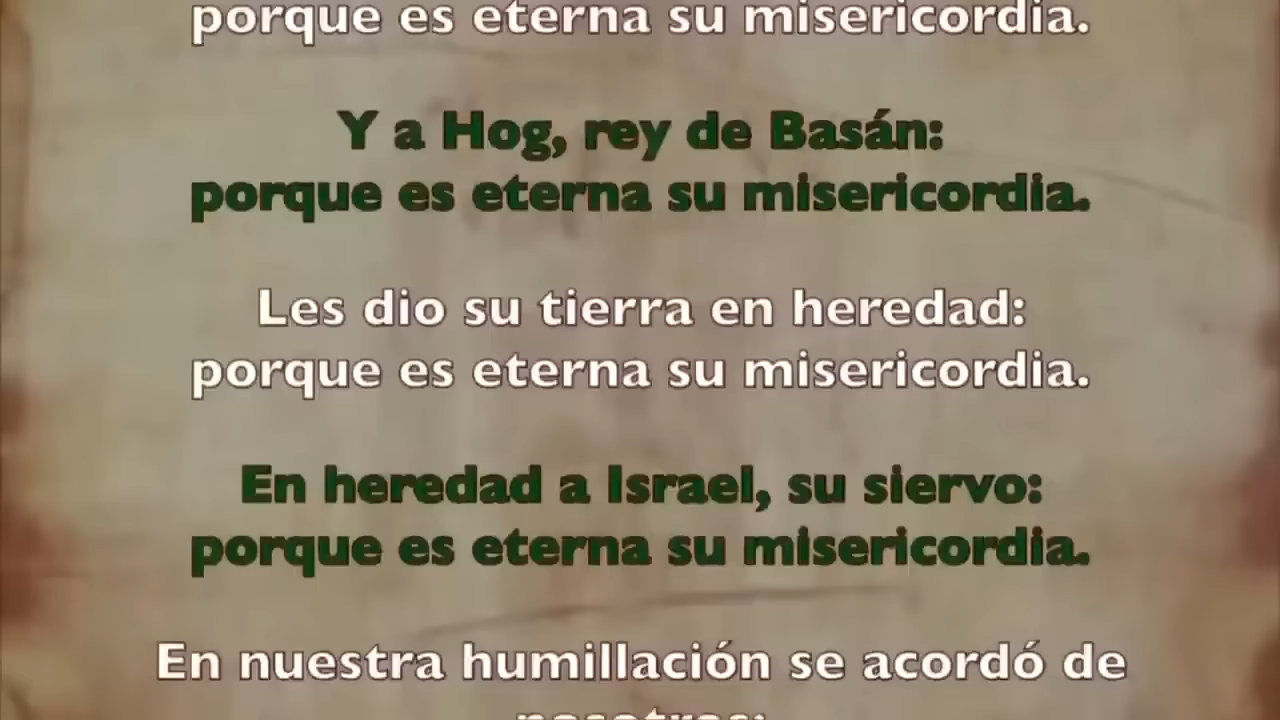 porque es eterna su misericordia.
Y a Hog, rey de Basán:
porque es eterna su misericordia.
Les dio su tierra en heredad:
porque es eterna su misericordia.
En heredad a Israel, su siervo:
porque es eterna su misericordia.
En nuestra humillación se acordó de